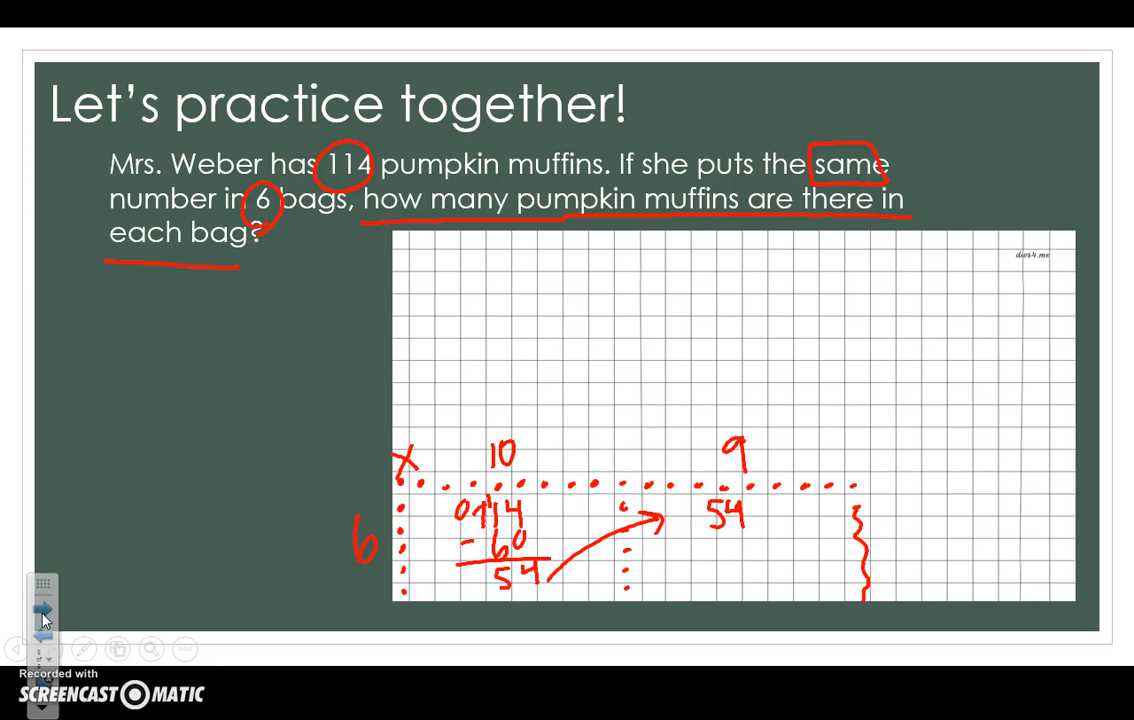 Let's practice together!
Mrs. Weber has 114 pumpkin muffins. If she puts the same
number in 6 bags, how many pumpkin muffins are there in
each bag?
x 10 9
6 0114 54
- 60
54
Recorded with
SCREENCAST MATIC